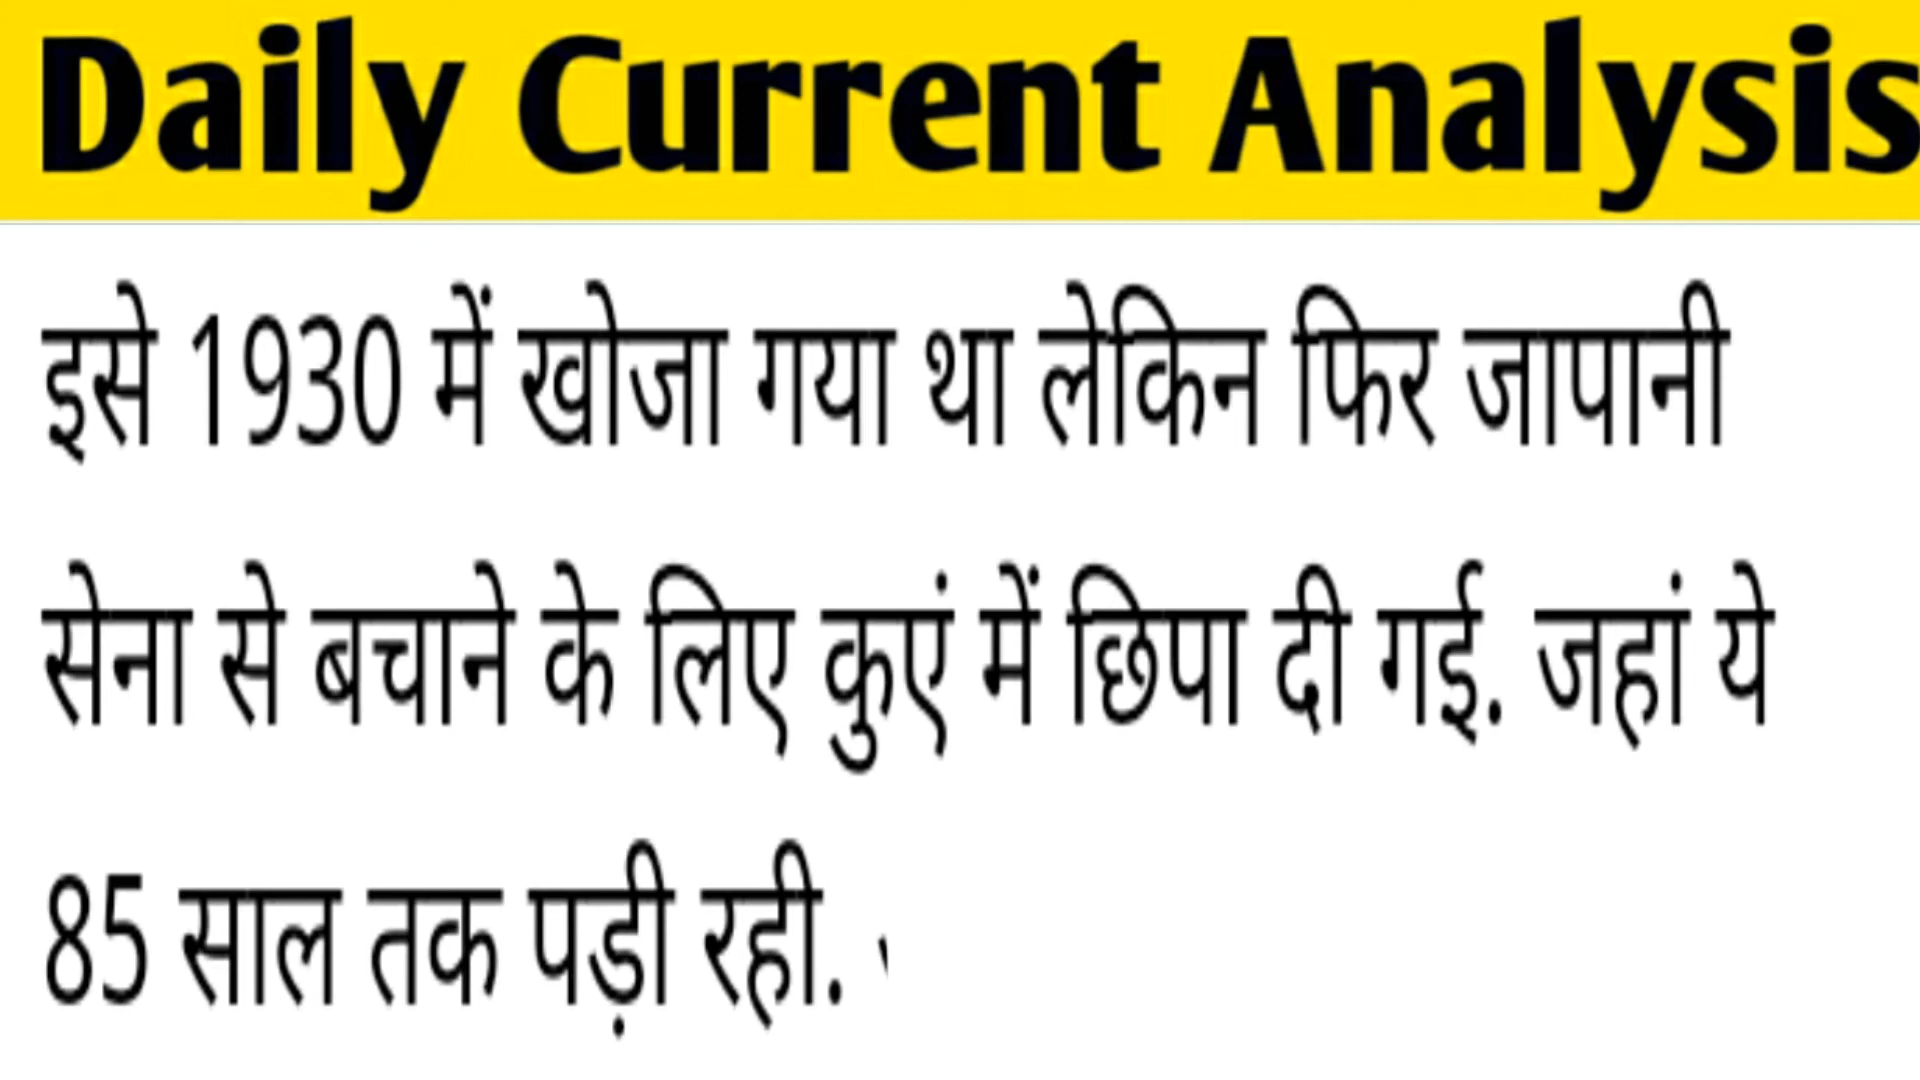 Daily Current Analysis
इसे 1930 में खोजा गया था लेकिन फिर जापानी
सेना से बचाने के लिए कुएं में छिपा दी गई. जहां ये
85 साल तक पड़ी रही.